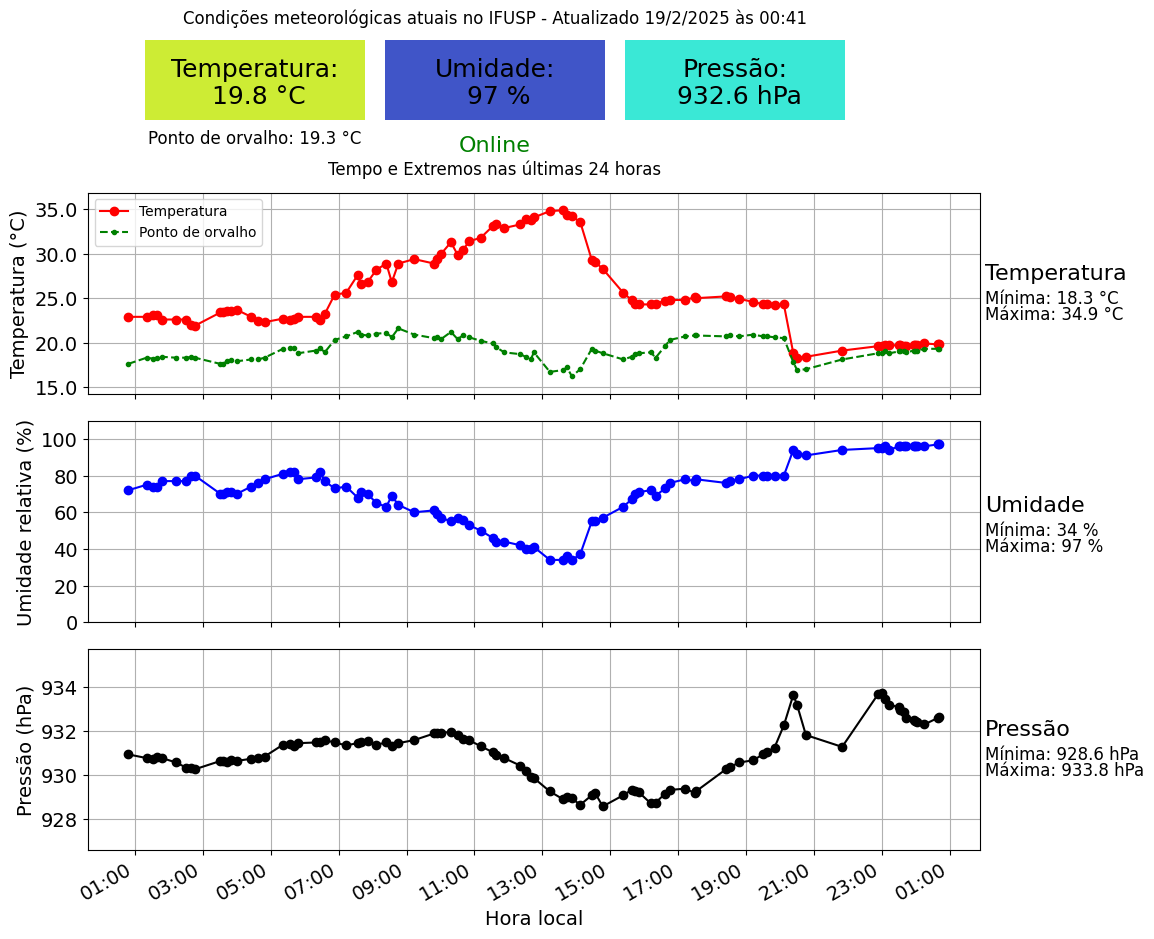 Condições meteorológicas atuais no IFUSP - Atualizado 19/2/2025 às 00:41
Temperatura:
19.8 °C
Umidade:
97 %
Pressão:
932.6 hPa
Ponto de orvalho: 19.3 °C
Online
Tempo e Extremos nas últimas 24 horas
Temperatura (°C)
35.0
30.0
25.0
20.0
15.0
Temperatura
Ponto de orvalho
Temperatura
Mínima: 18.3 °C
Máxima: 34.9 °C
Umidade relativa (%)
100
80
60
40
20
0
Umidade
Mínima: 34 %
Máxima: 97 %
Pressão (hPa)
934
932
930
928
Pressão
Mínima: 928.6 hPa
Máxima: 933.8 hPa
01:00 03:00 05:00 07:00 09:00 11:00 13:00 15:00 17:00 19:00 21:00 23:00 01:00
Hora local